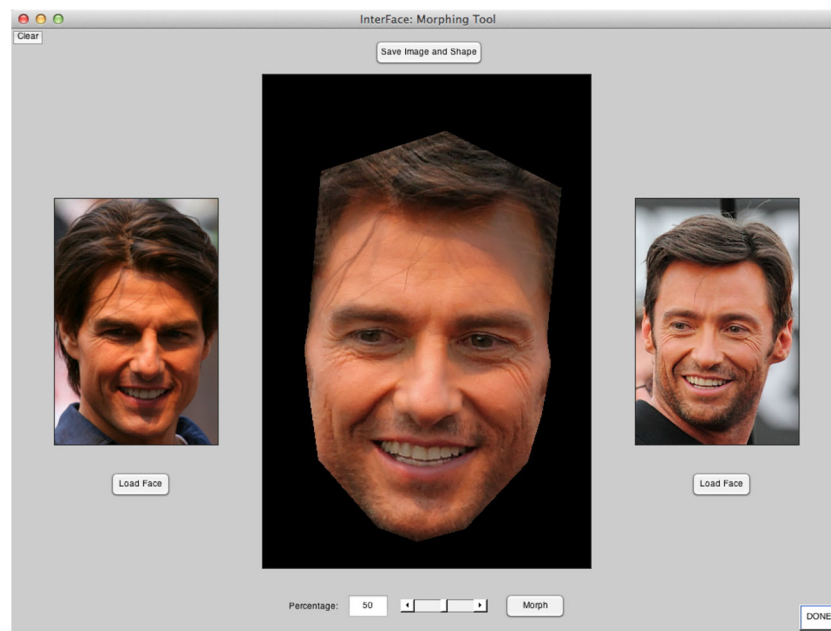 InterFace: Morphing Tool
Clear
Save Image and Shape
Load Face
Load Face
Percentage: 50 Morph
DONE